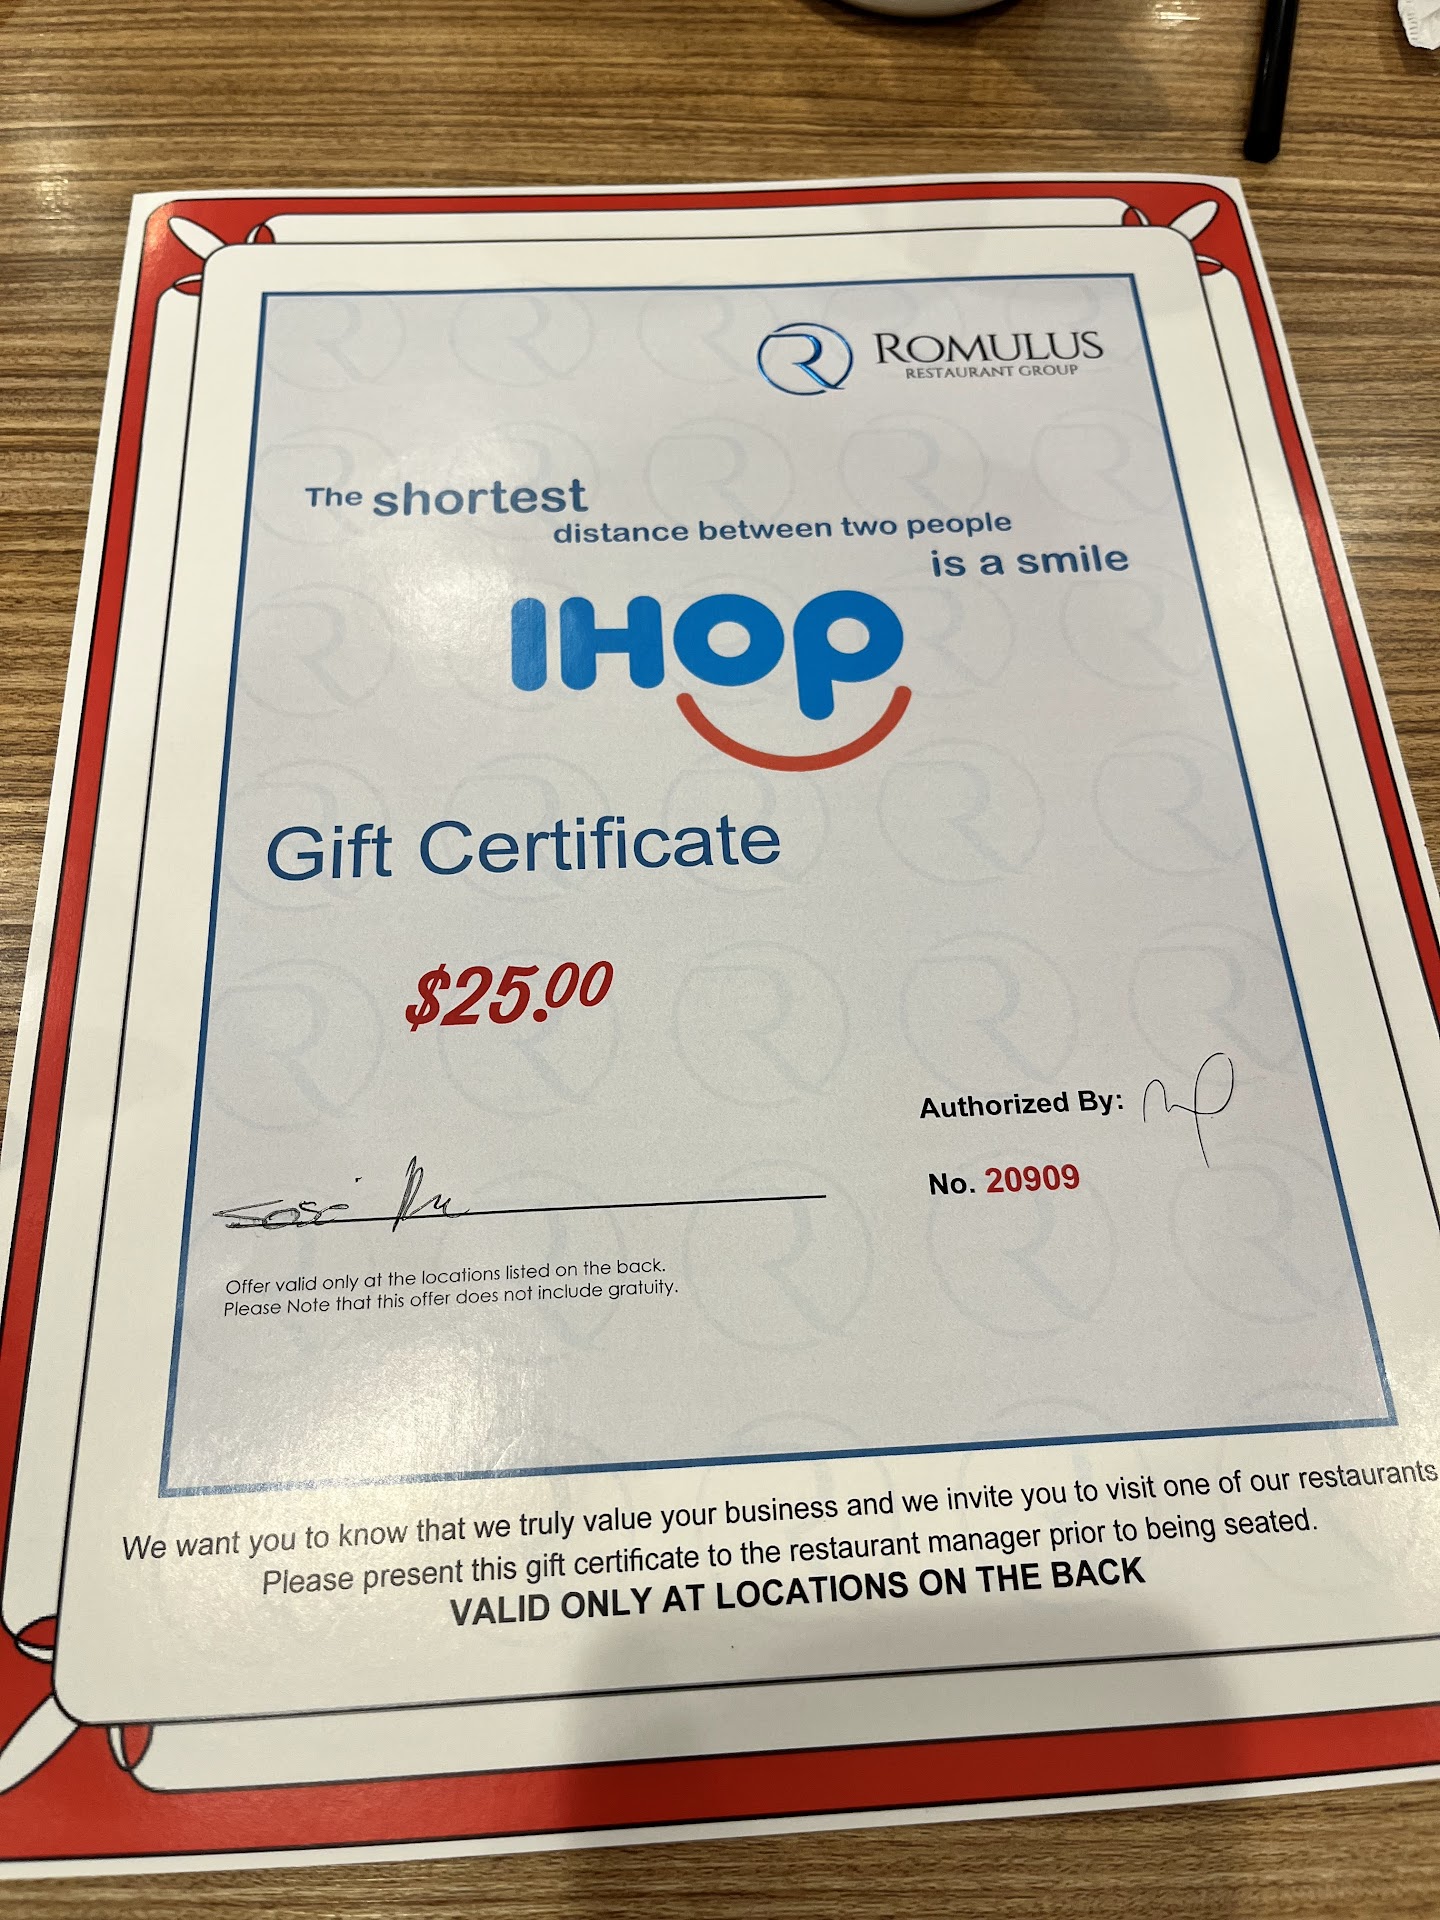 ROMULUS
RESTAURANT GROUP
The shortest
distance between two people
is a smile
IHOP
Gift Certificate
$25.00
Authorized By:
No. 20909
Offer valid only at the locations listed on the back.
Please Note that this offer does not include gratuity.
We want you to know that we truly value your business and we invite you to visit one of our restaurants
Please present this gift certificate to the restaurant manager prior to being seated.
VALID ONLY AT LOCATIONS ON THE BACK